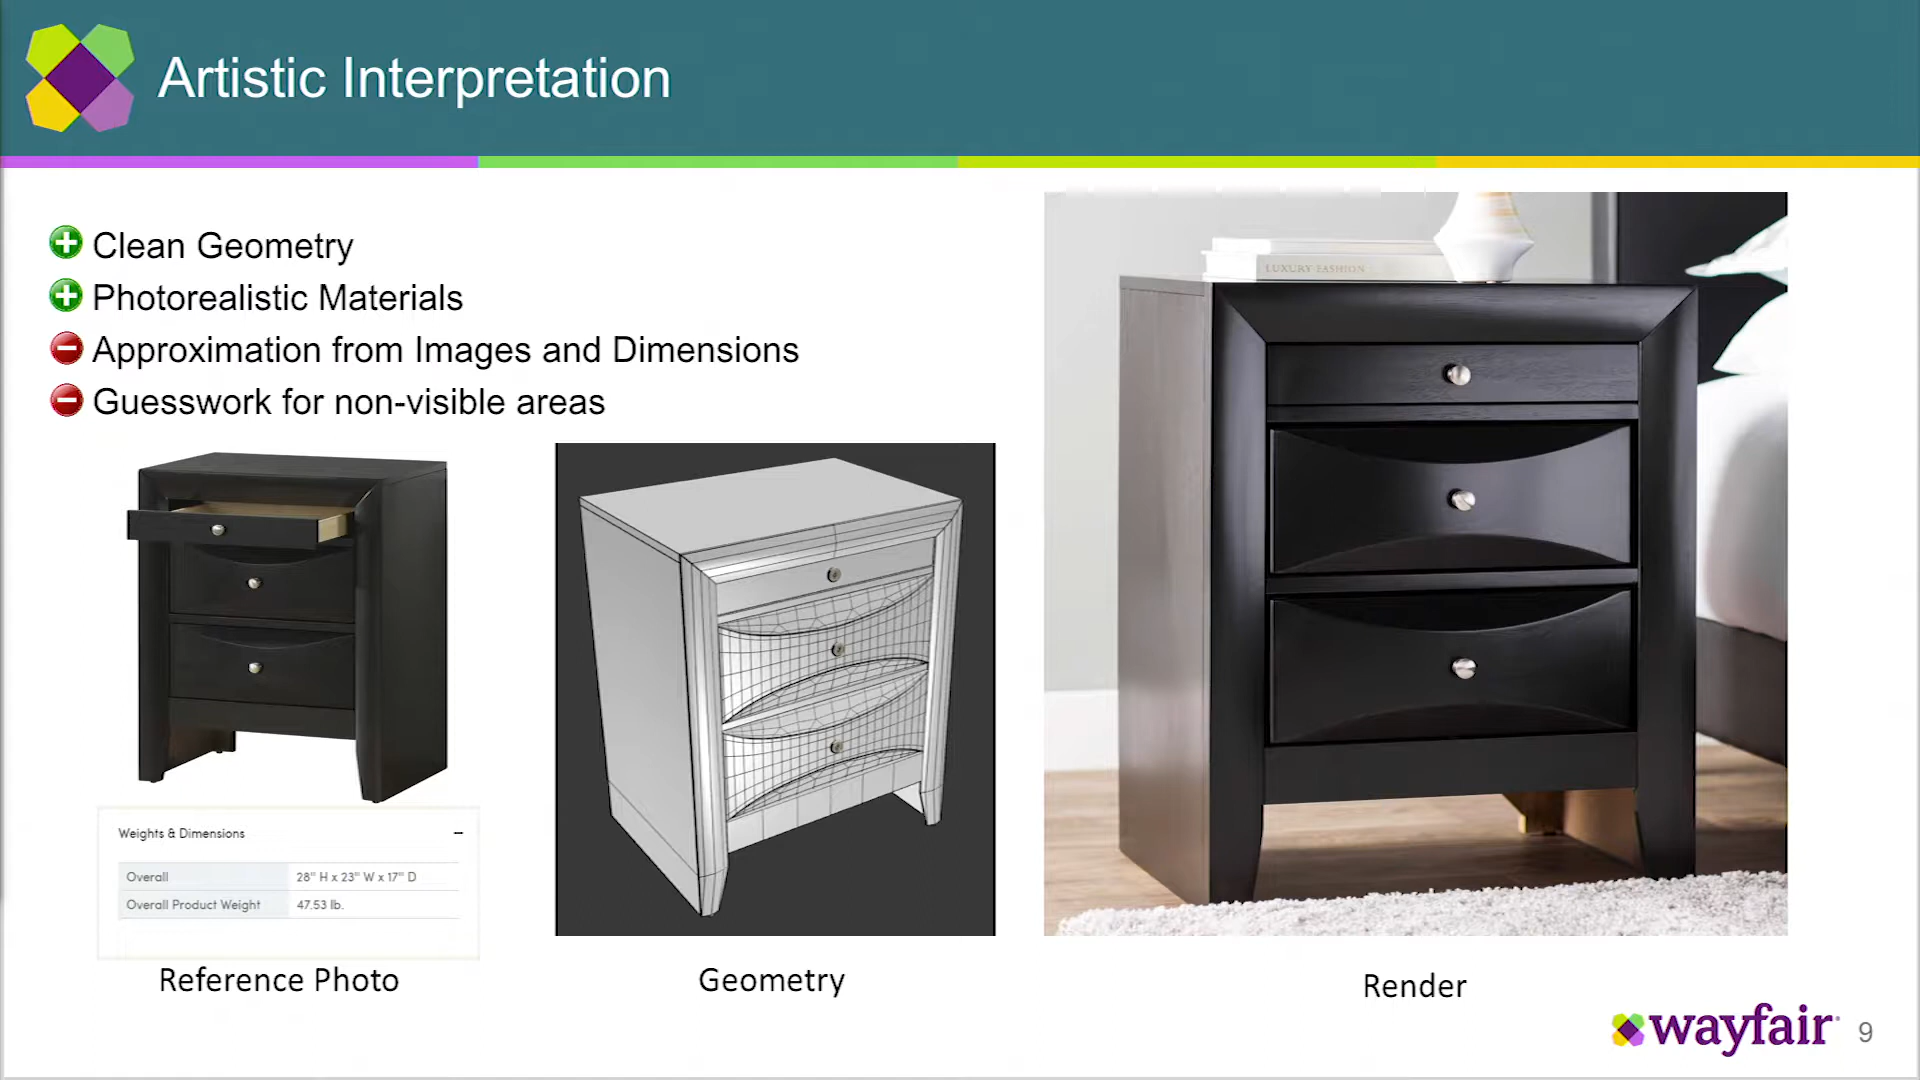 Artistic Interpretation
Clean Geometry
Photorealistic Materials
Approximation from Images and Dimensions
Guesswork for non-visible areas
LUXURY FASHION
Weights & Dimensions
Overall 28" H x 23" W x 17" D
Overall Product Weight 47.53 lb.
Reference Photo
Geometry
Render
wayfair
9